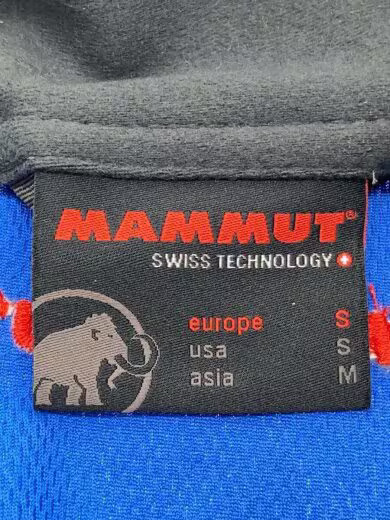 MAMMUT®
SWISS TECHNOLOGY
europe S
usa S
asia M